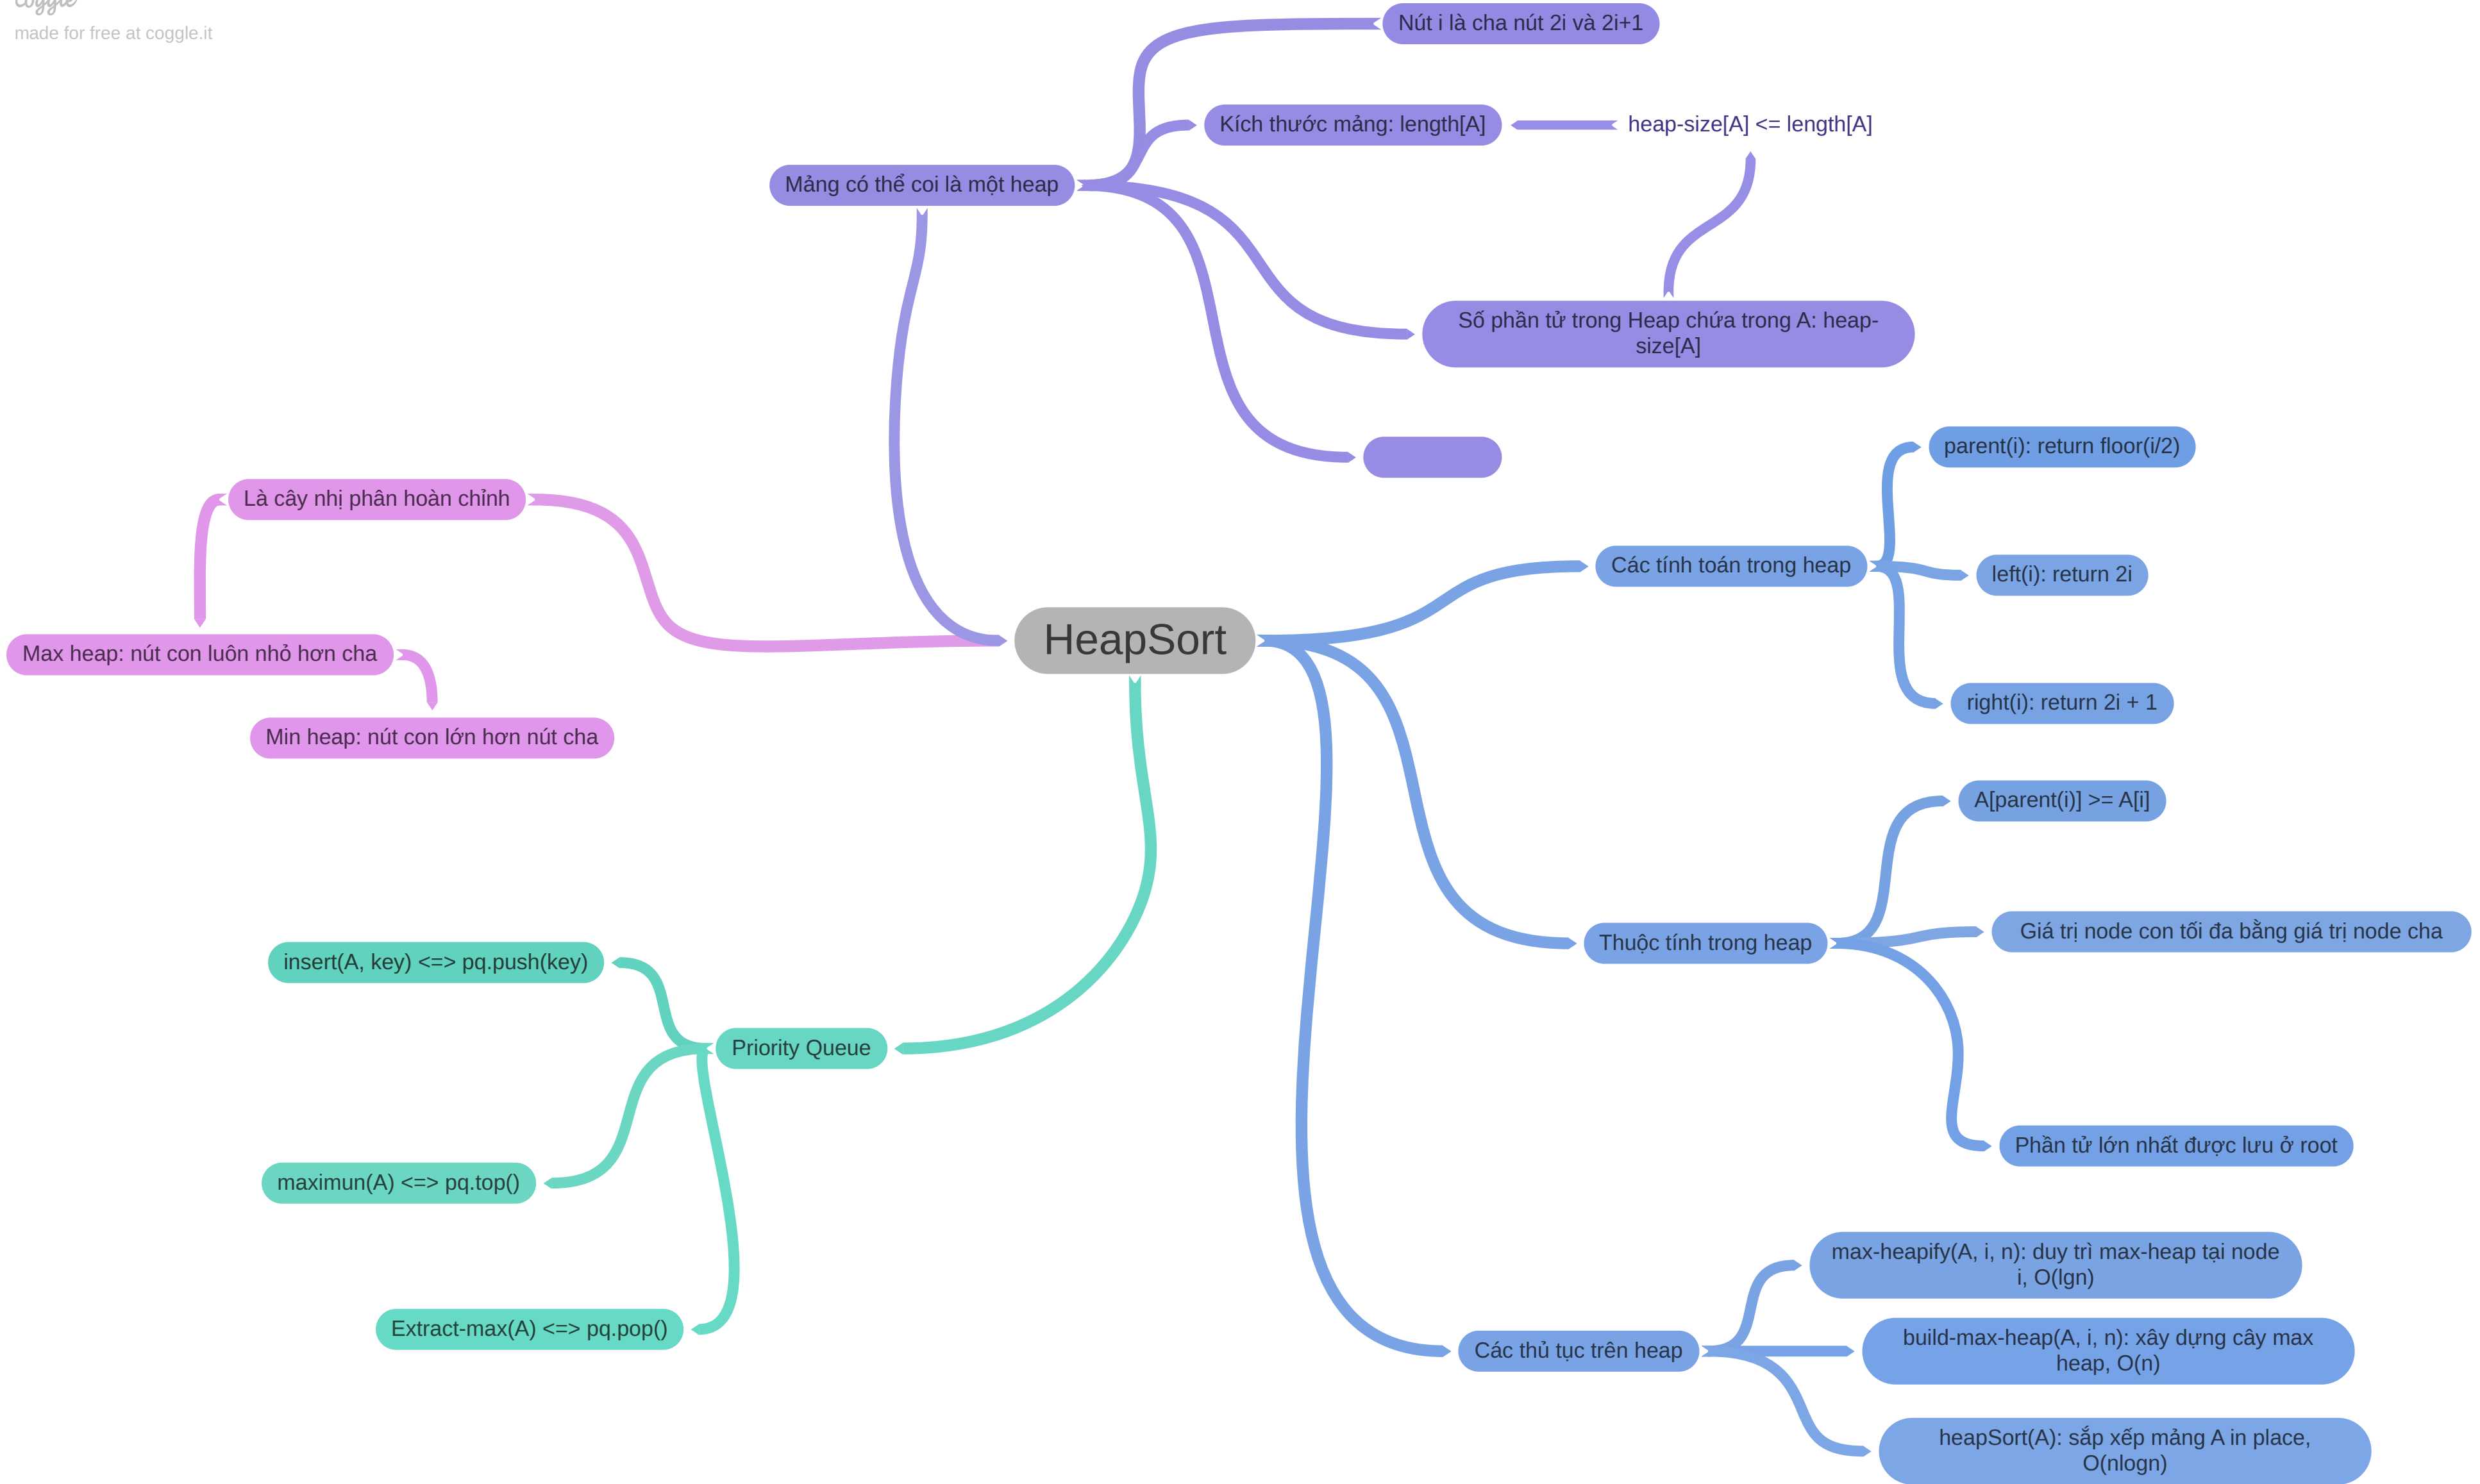 coggle
made for free at coggle.it
Nút i là cha nút 2i và 2i+1
Kích thước mảng: length[A]
heap-size[A] <= length[A]
Mảng có thể coi là một heap
Số phần tử trong Heap chứa trong A: heap-
size[A]
parent(i): return floor(i/2)
Là cây nhị phân hoàn chỉnh
Các tính toán trong heap
left(i): return 2i
HeapSort
Max heap: nút con luôn nhỏ hơn cha
right(i): return 2i + 1
Min heap: nút con lớn hơn nút cha
A[parent(i)] >= A[i]
Thuộc tính trong heap
Giá trị node con tối đa bằng giá trị node cha
Phần tử lớn nhất được lưu ở root
insert(A, key) <=> pq.push(key)
Priority Queue
maximun(A) <=> pq.top()
Extract-max(A) <=> pq.pop()
max-heapify(A, i, n): duy trì max-heap tại node
i, O(lgn)
Các thủ tục trên heap
build-max-heap(A, i, n): xây dựng cây max
heap, O(n)
heapSort(A): sắp xếp mảng A in place,
O(nlogn)